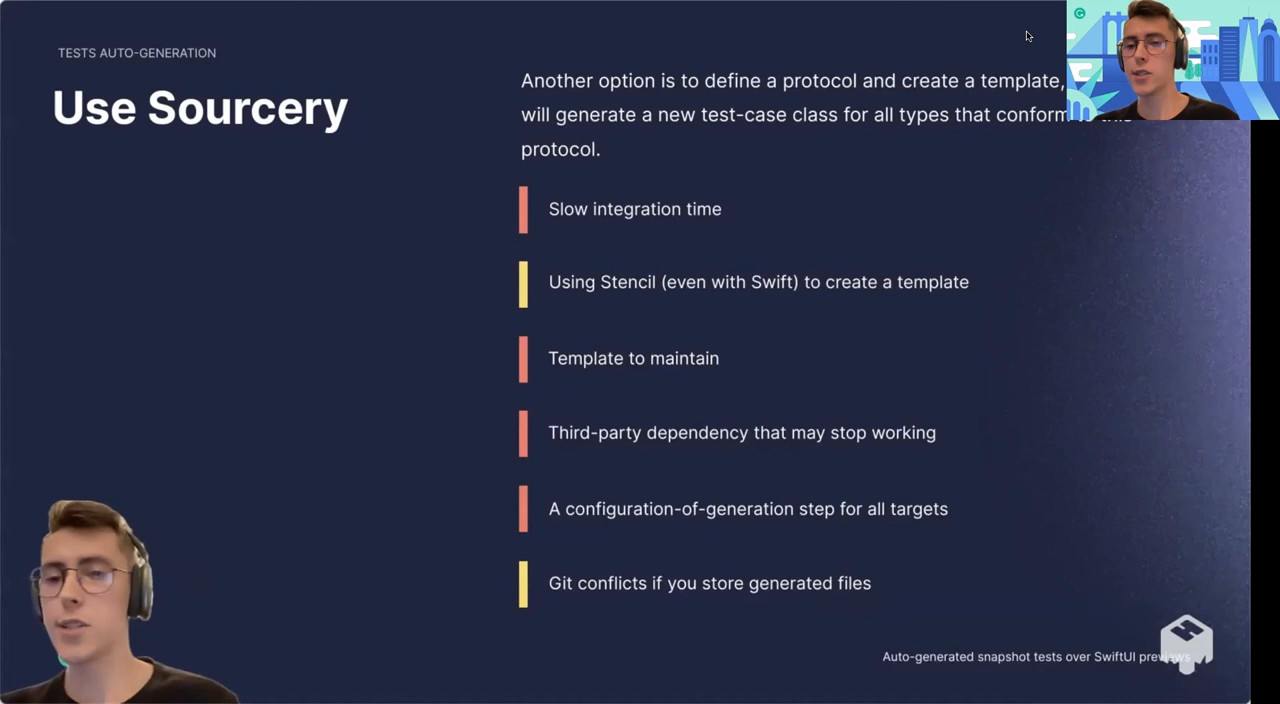 TESTS AUTO-GENERATION
Use Sourcery
Another option is to define a protocol and create a template,
will generate a new test-case class for all types that conform to this
protocol.
Slow integration time
Using Stencil (even with Swift) to create a template
Template to maintain
Third-party dependency that may stop working
A configuration-of-generation step for all targets
Git conflicts if you store generated files
Auto-generated snapshot tests over SwiftUI previews